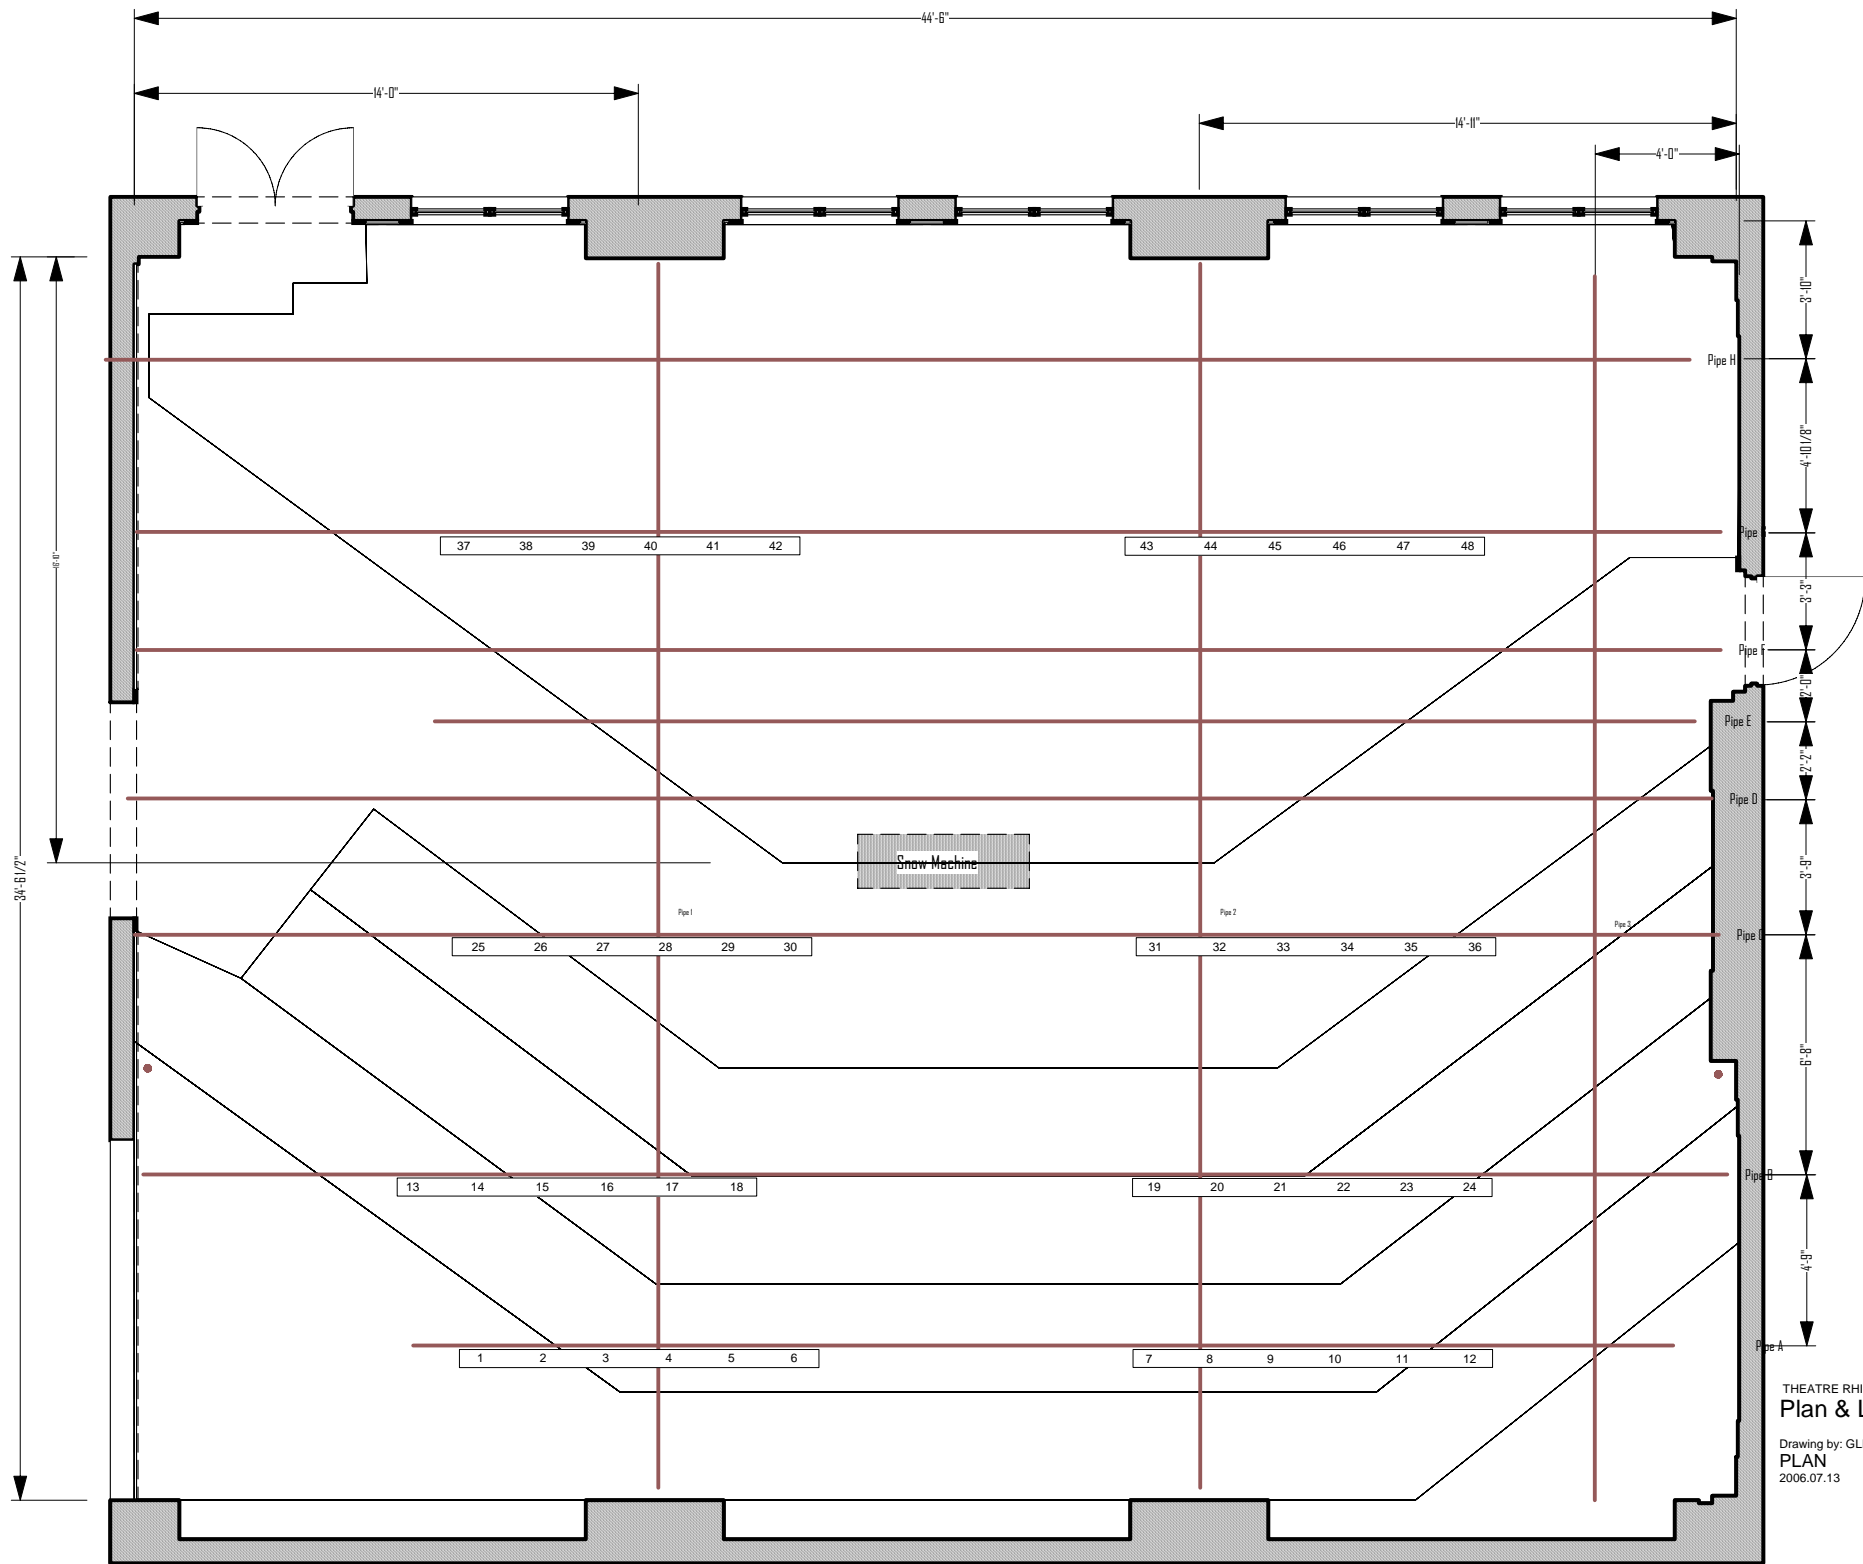 44'-6"
14'-0"
14'-11"
4'-0"
3'-10"
Pipe H
4'-10 1/8"
Pipe G
37 38 39 40 41 42
43 44 45 46 47 48
3'-3"
Pipe F
2'-0"
Pipe E
2'-2"
Pipe D
Snow Machine
34'-6 1/2"
3'-9"
Pipe 1
Pipe 2
Pipe 3
Pipe C
25 26 27 28 29 30
31 32 33 34 35 36
6'-8"
Pipe B
13 14 15 16 17 18
19 20 21 22 23 24
4'-9"
Pipe A
1 2 3 4 5 6
7 8 9 10 11 12
THEATRE RHI
Plan & L
Drawing by: GL
PLAN
2006.07.13